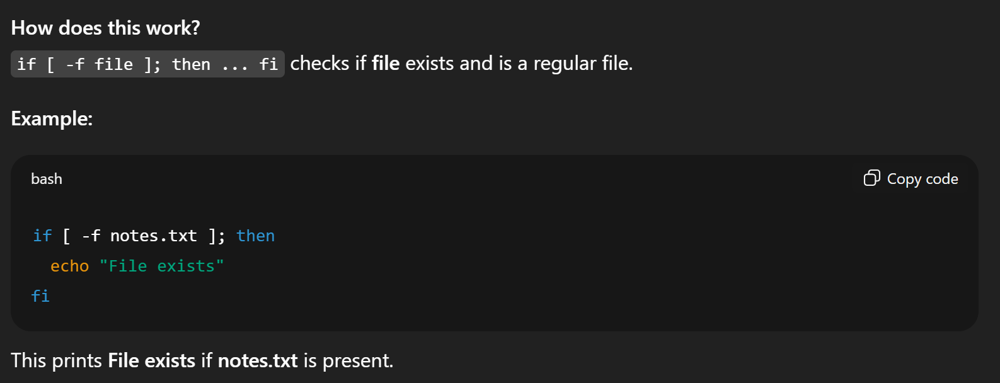 How does this work?
if [ -f file ]; then ... fi checks if file exists and is a regular file.
Example:
bash
Copy code
if [ -f notes.txt ]; then
  echo "File exists"
fi
This prints File exists if notes.txt is present.